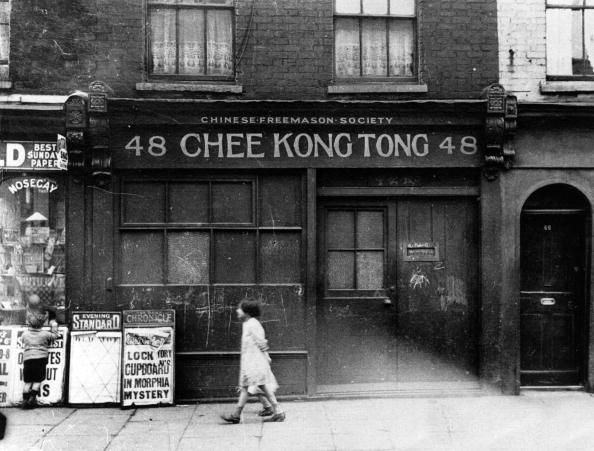 CHINESE·FREEMASON·SOCIETY
48 CHEE KONG TONG 48
D BEST
SUNDAY
PAPER
MOSEGAY
EVENING
STANDARD
CHRONICLE
LOCK
CUPBOARD
IN MORPHIA
MYSTERY